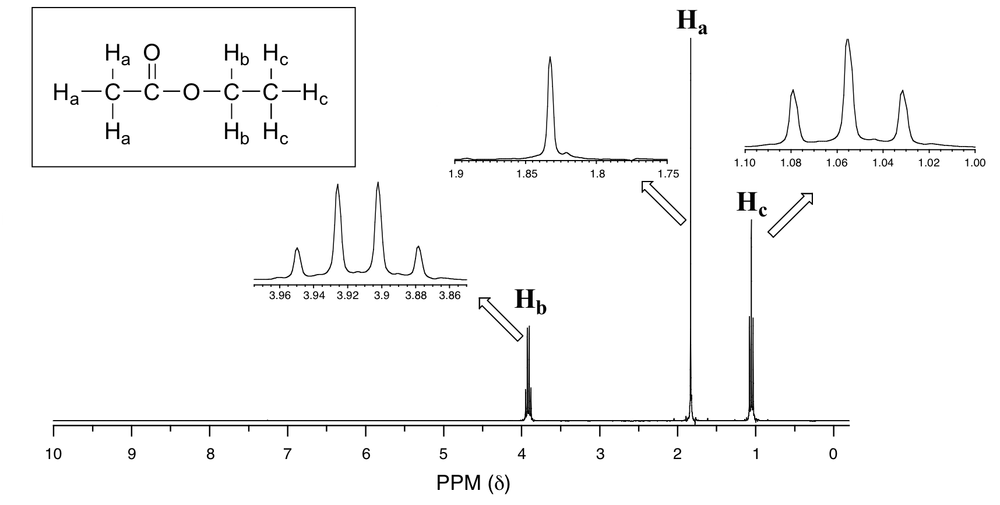 Ha
Ha O Hb Hc
Ha C C O C C Hc
Ha Hb Hc
1.9 1.85 1.8 1.75
1.10 1.08 1.06 1.04 1.02 1.00
Hc
3.96 3.94 3.92 3.9 3.88 3.86
Hb
10 9 8 7 6 5 4 3 2 1 0
PPM (δ)